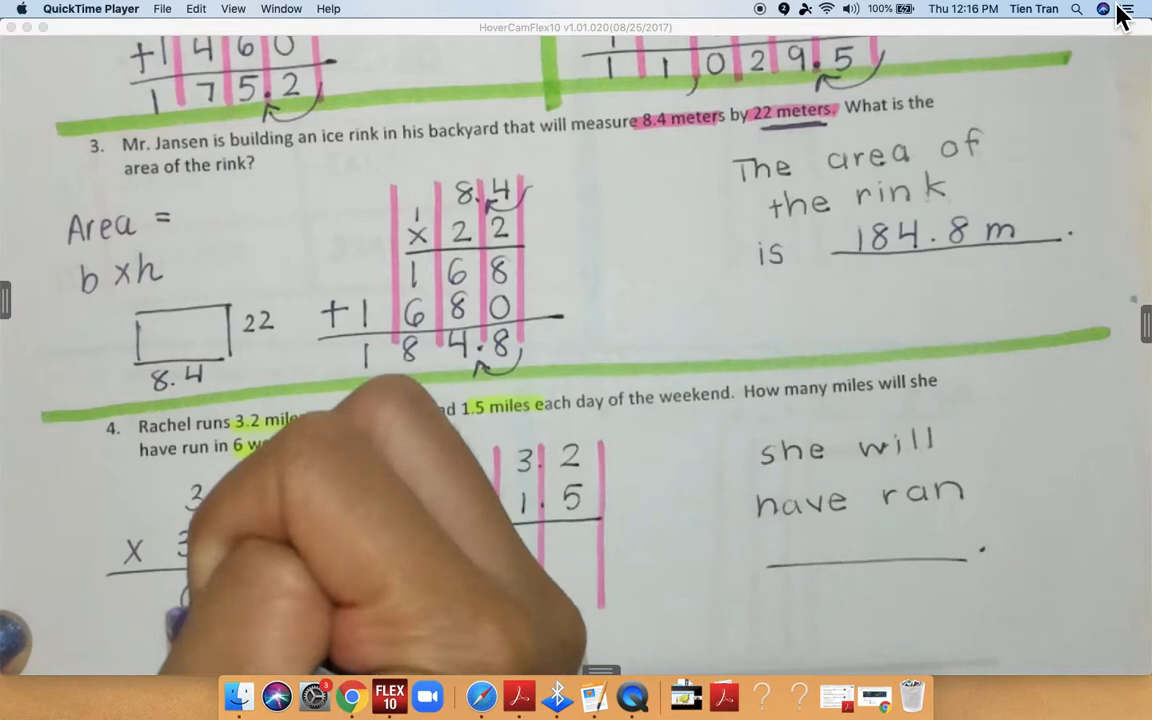 QuickTime Player File Edit View Window Help 2 100% Thu 12:16 PM Tien Tran
HoverCamFlex10 v1.01.020(08/25/2017)
+1 4 6 0
1 7 5.2
1 1,0 2 9.5
3. Mr. Jansen is building an ice rink in his backyard that will measure 8.4 meters by 22 meters. What is the
area of the rink?
Area =
b x h
22
8.4
8.4
1
x 2 2
1 6 8
+1 6 8 0
1 8 4.8
The area of
the rink
is 184.8 m.
4. Rachel runs 3.2 1.5 miles each day of the weekend. How many miles will she
have run in 6
3
x 3
3.2
1.5
she will
have ran
.
FLEX
10
3